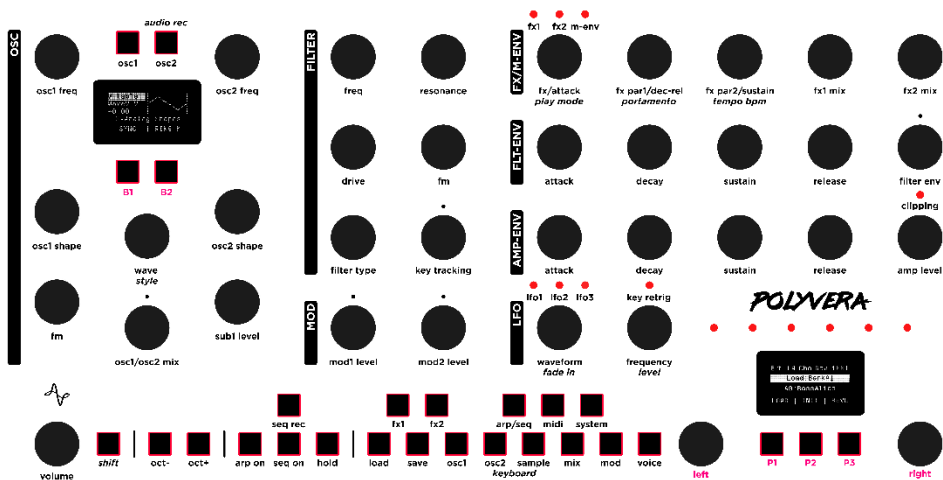 OSC
audio rec
osc1 freq
osc1
osc2
osc2 freq
B1
B2
osc1 shape
wave
style
osc2 shape
fm
osc1/osc2 mix
sub1 level
FILTER
freq
resonance
drive
fm
filter type
key tracking
MOD
mod1 level
mod2 level
FX/M-ENV
fx1
fx2
m-env
fx/attack
play mode
fx par1/dec-rel
portamento
fx par2/sustain
tempo bpm
fx1 mix
fx2 mix
FLT-ENV
attack
decay
sustain
release
filter env
AMP-ENV
clipping
attack
decay
sustain
release
amp level
LFO
lfo1
lfo2
lfo3
key retrig
waveform
fade in
frequency
level
POLYVERA
Load:BankA
volume
shift
oct-
oct+
seq rec
arp on
seq on
hold
fx1
fx2
arp/seq
midi
system
load
save
osc1
osc2
sample
keyboard
mix
mod
voice
left
P1
P2
P3
right